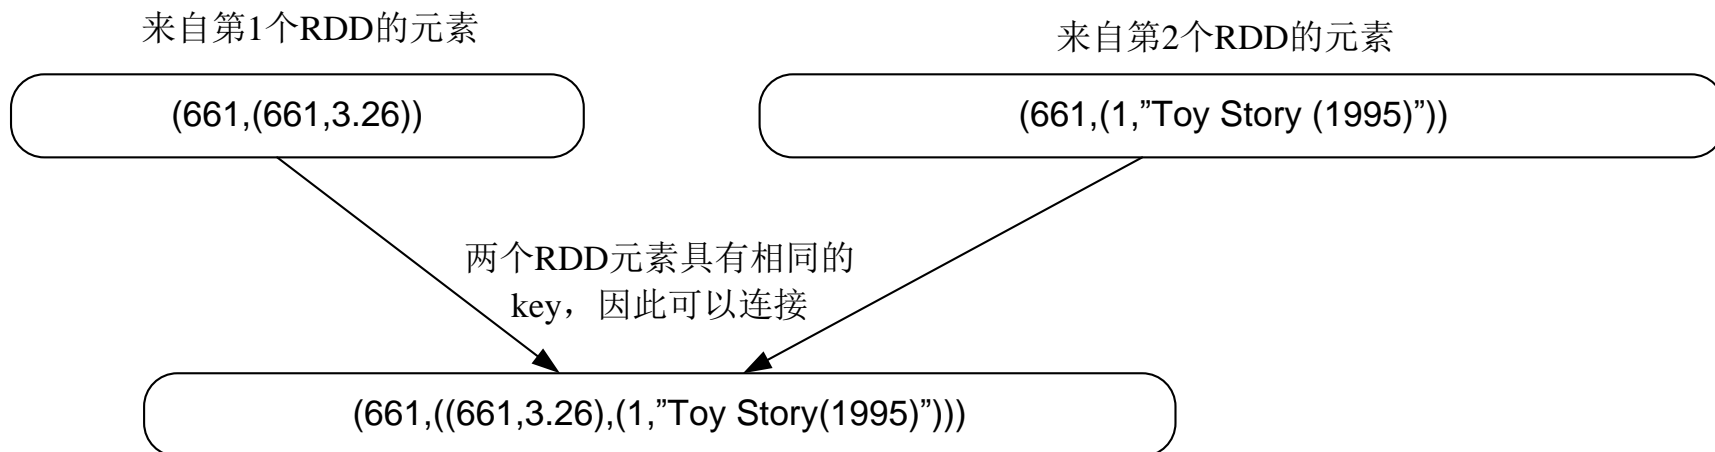 来自第1个RDD的元素
来自第2个RDD的元素
(661,(661,3.26))
(661,(1,”Toy Story (1995)”))
两个RDD元素具有相同的
key，因此可以连接
(661,((661,3.26),(1,”Toy Story(1995)”)))